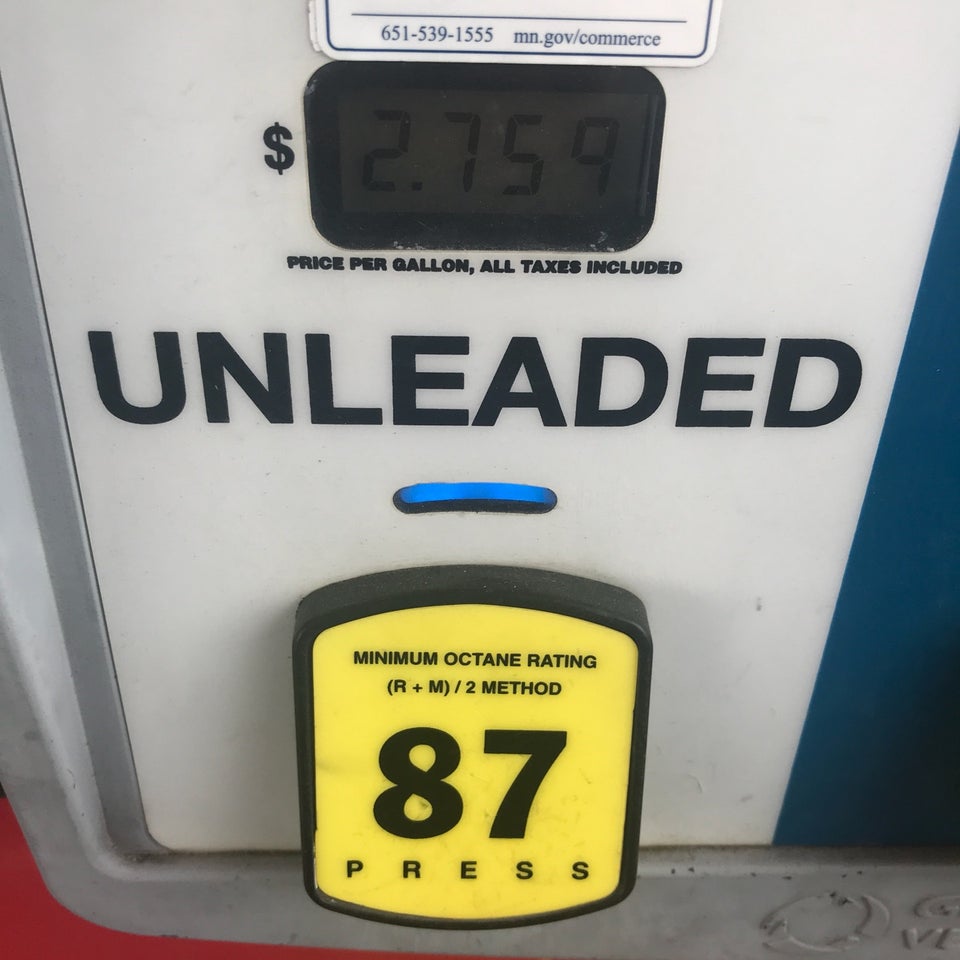 651-539-1555 mn.gov/commerce
$ 2.759
PRICE PER GALLON, ALL TAXES INCLUDED
UNLEADED
MINIMUM OCTANE RATING
(R + M) / 2 METHOD
87
PRESS